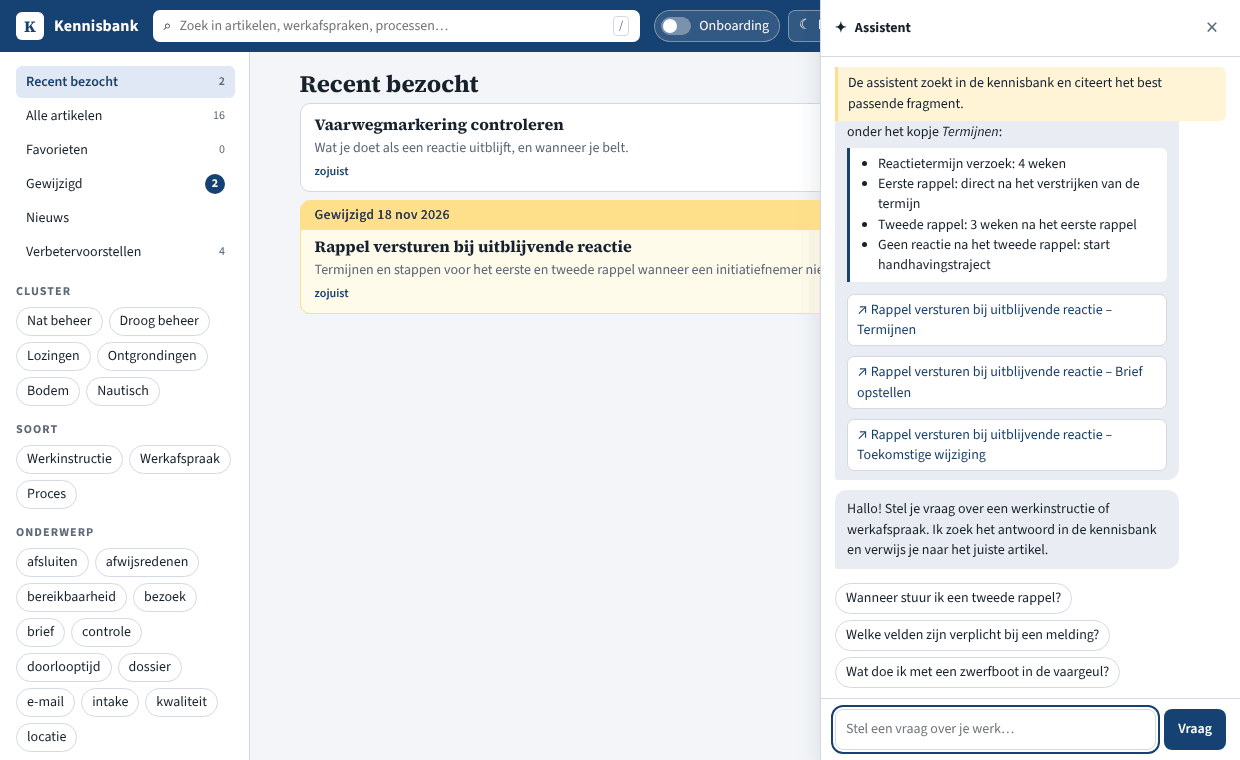 K Kennisbank
Zoek in artikelen, werkafspraken, processen…
/
Onboarding
Recent bezocht 2
Alle artikelen 16
Favorieten 0
Gewijzigd 2
Nieuws
Verbetervoorstellen 4
CLUSTER
Nat beheer Droog beheer
Lozingen Ontgrondingen
Bodem Nautisch
SOORT
Werkinstructie Werkafspraak
Proces
ONDERWERP
afsluiten afwijsredenen
bereikbaarheid bezoek
brief controle
doorlooptijd dossier
e-mail intake kwaliteit
locatie
Recent bezocht
Vaarwegmarkering controleren
Wat je doet als een reactie uitblijft, en wanneer je belt.
zojuist
Gewijzigd 18 nov 2026
Rappel versturen bij uitblijvende reactie
Termijnen en stappen voor het eerste en tweede rappel wanneer een initiatiefnemer
zojuist
✦ Assistent ✕
De assistent zoekt in de kennisbank en citeert het best
passende fragment.
onder het kopje Termijnen:
• Reactietermijn verzoek: 4 weken
• Eerste rappel: direct na het verstrijken van de
termijn
• Tweede rappel: 3 weken na het eerste rappel
• Geen reactie na het tweede rappel: start
handhavingstraject
↗ Rappel versturen bij uitblijvende reactie –
Termijnen
↗ Rappel versturen bij uitblijvende reactie – Brief
opstellen
↗ Rappel versturen bij uitblijvende reactie –
Toekomstige wijziging
Hallo! Stel je vraag over een werkinstructie of
werkafspraak. Ik zoek het antwoord in de kennisbank
en verwijs je naar het juiste artikel.
Wanneer stuur ik een tweede rappel?
Welke velden zijn verplicht bij een melding?
Wat doe ik met een zwerfboot in de vaargeul?
Stel een vraag over je werk…
Vraag